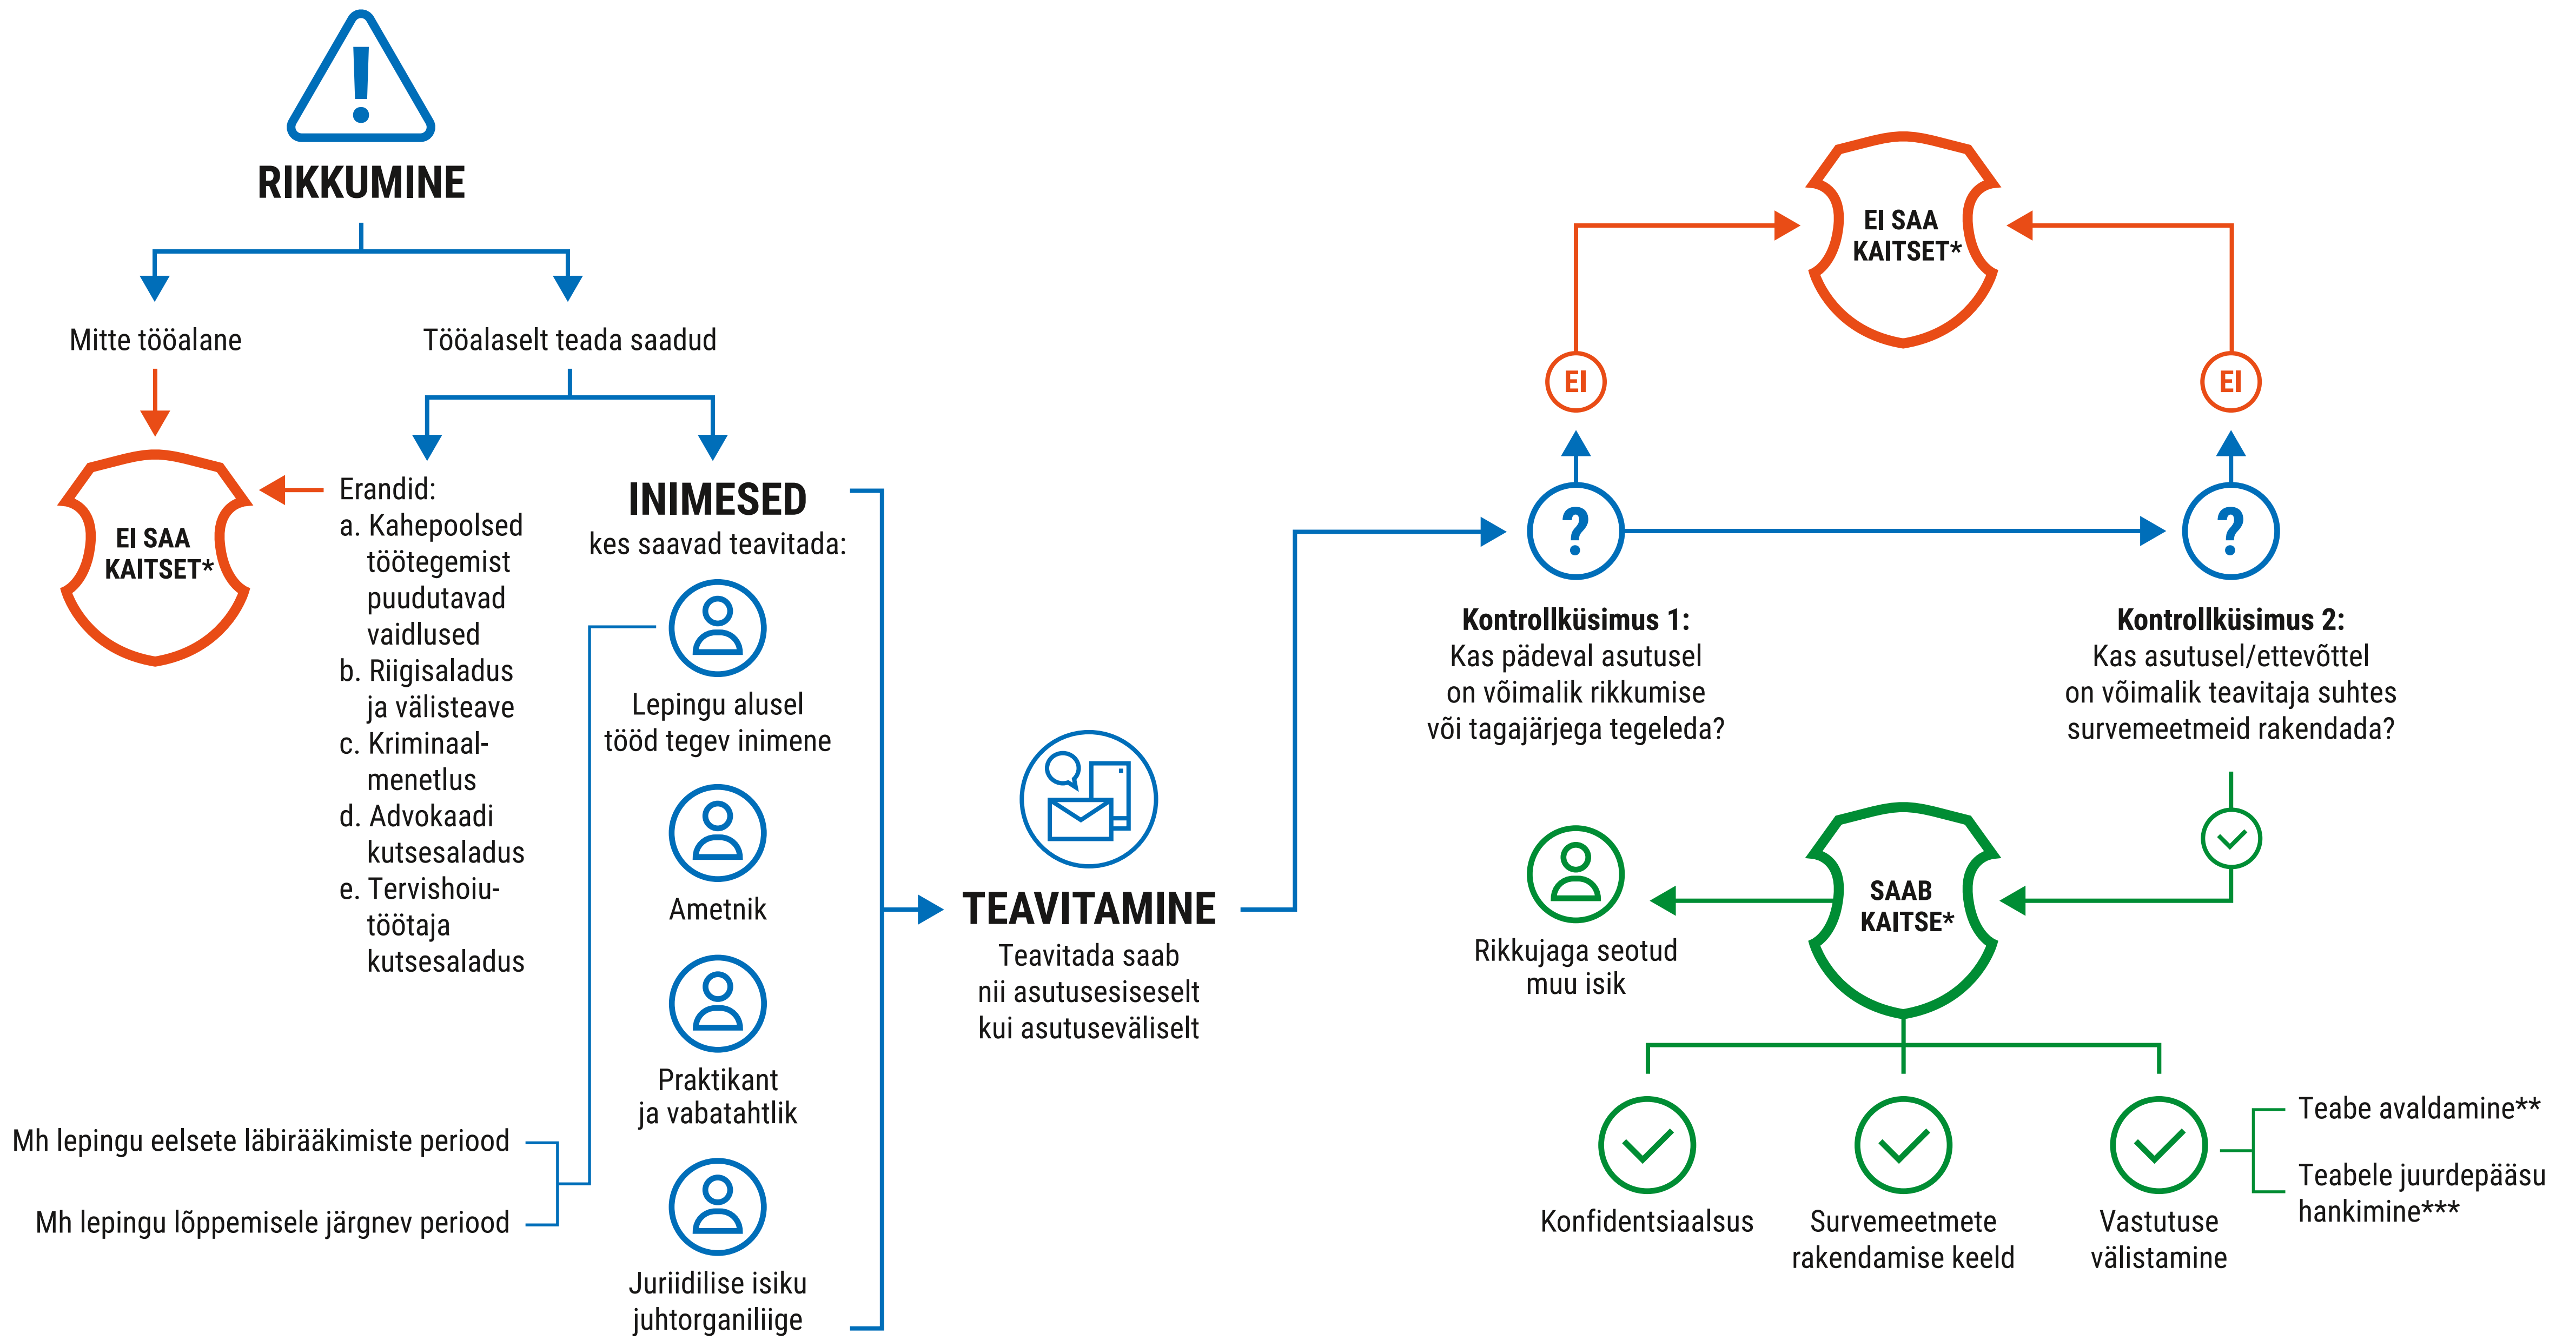 RIKKUMINE
Mitte tööalane
Tööalaselt teada saadud
EI SAA
KAITSET*
Erandid:
a. Kahepoolsed
töötegemist
puudutavad
vaidlused
b. Riigisaladus
ja välisteave
c. Kriminaal-
menetlus
d. Advokaadi
kutsesaladus
e. Tervishoiu-
töötaja
kutsesaladus
INIMESED
kes saavad teavitada:
Lepingu alusel
tööd tegev inimene
Ametnik
Praktikant
ja vabatahtlik
Juriidilise isiku
juhtorganiliige
Mh lepingu eelsete läbirääkimiste periood
Mh lepingu lõppemisele järgnev periood
TEAVITAMINE
Teavitada saab
nii asutusesiseselt
kui asutuseväliselt
EI SAA
KAITSET*
EI
EI
?
?
Kontrollküsimus 1:
Kas pädeval asutusel
on võimalik rikkumise
või tagajärjega tegeleda?
Kontrollküsimus 2:
Kas asutusel/ettevõttel
on võimalik teavitaja suhtes
survemeetmeid rakendada?
SAAB
KAITSE*
Rikkujaga seotud
muu isik
Konfidentsiaalsus
Survemeetmete
rakendamise keeld
Vastutuse
välistamine
Teabe avaldamine**
Teabele juurdepääsu
hankimine***